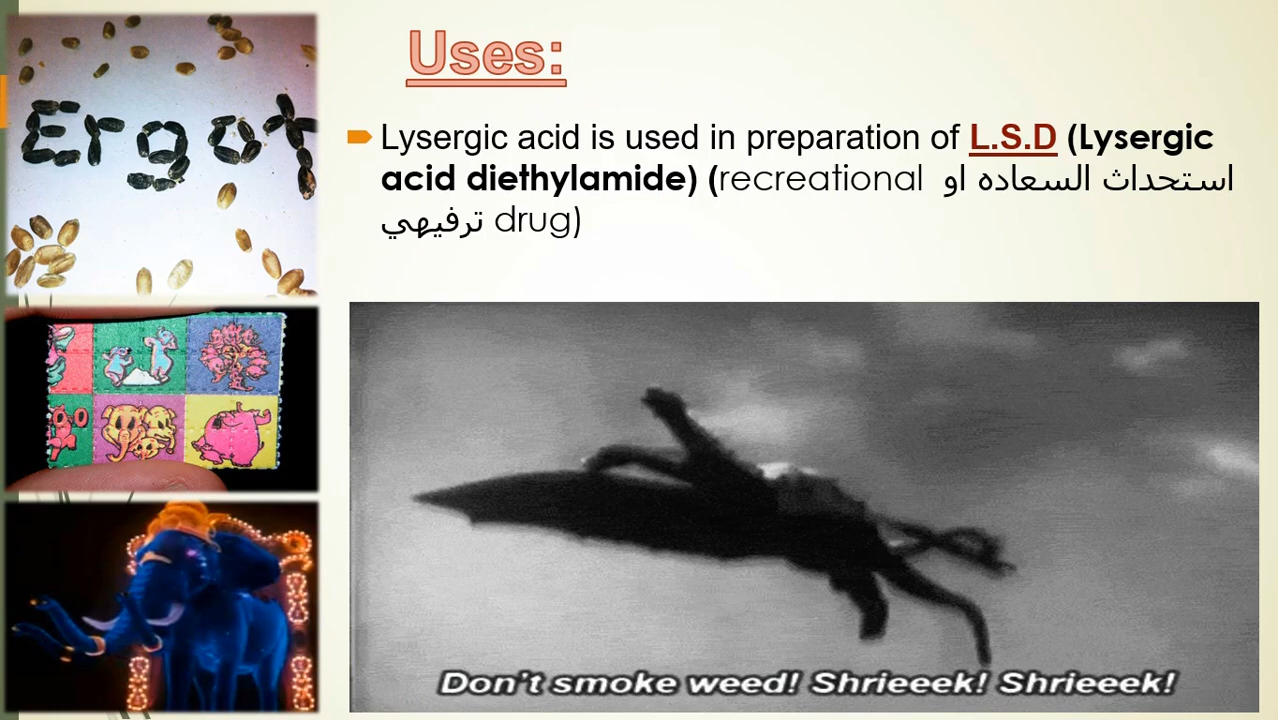 Uses:
Ergot
Lysergic acid is used in preparation of L.S.D (Lysergic
acid diethylamide) (recreational استحداث السعاده او
ترفيهي drug)
Don't smoke weed! Shrieeek! Shrieeek!